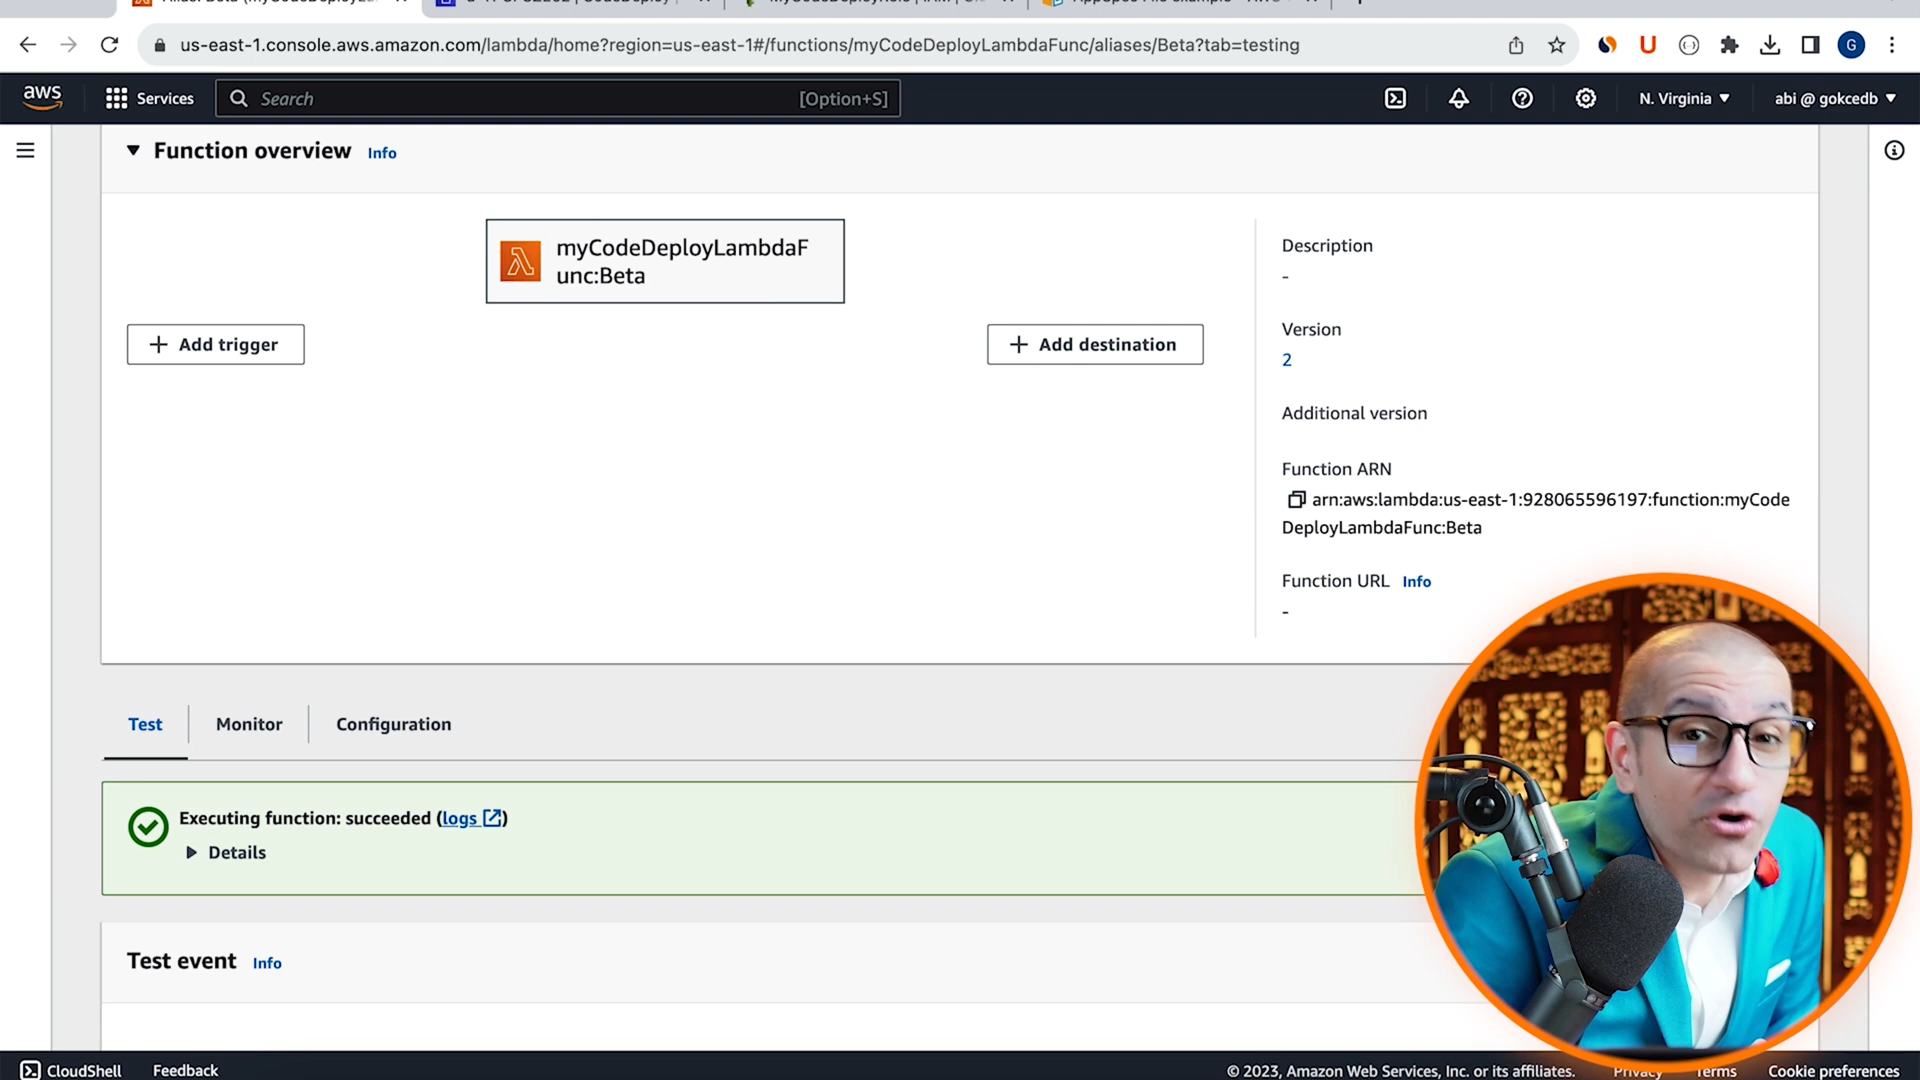 us-east-1.console.aws.amazon.com/lambda/home?region=us-east-1#/functions/myCodeDeployLambdaFunc/aliases/Beta?tab=testing
G
aws
Services
Search
[Option+S]
N. Virginia
abi @ gokcedb
Function overview Info
myCodeDeployLambdaF
unc:Beta
Add trigger
Add destination
Description
-
Version
2
Additional version
Function ARN
arn:aws:lambda:us-east-1:928065596197:function:myCode
DeployLambdaFunc:Beta
Function URL Info
-
Test
Monitor
Configuration
Executing function: succeeded (logs)
Details
Test event Info
CloudShell
Feedback
© 2023, Amazon Web Services, Inc. or its affiliates.
Privacy
Terms
Cookie preferences